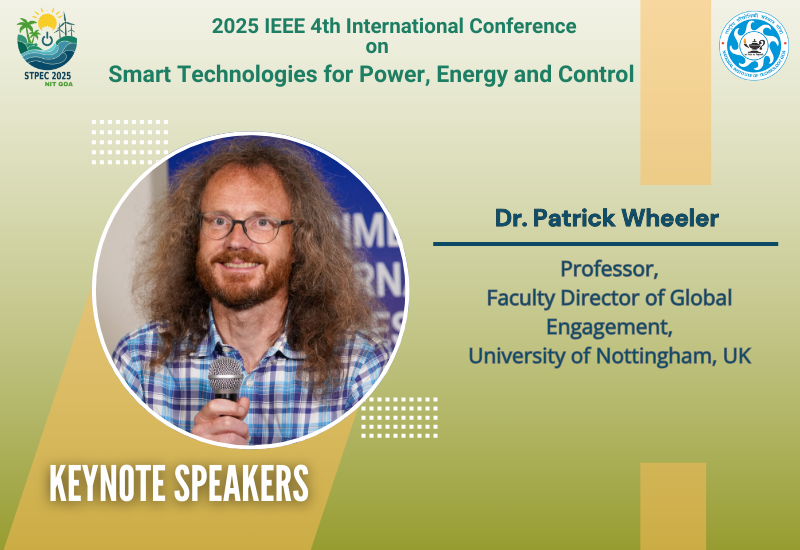 2025 IEEE 4th International Conference
on
Smart Technologies for Power, Energy and Control
STPEC 2025
NIT GOA
Dr. Patrick Wheeler
Professor,
Faculty Director of Global
Engagement,
University of Nottingham, UK
KEYNOTE SPEAKERS